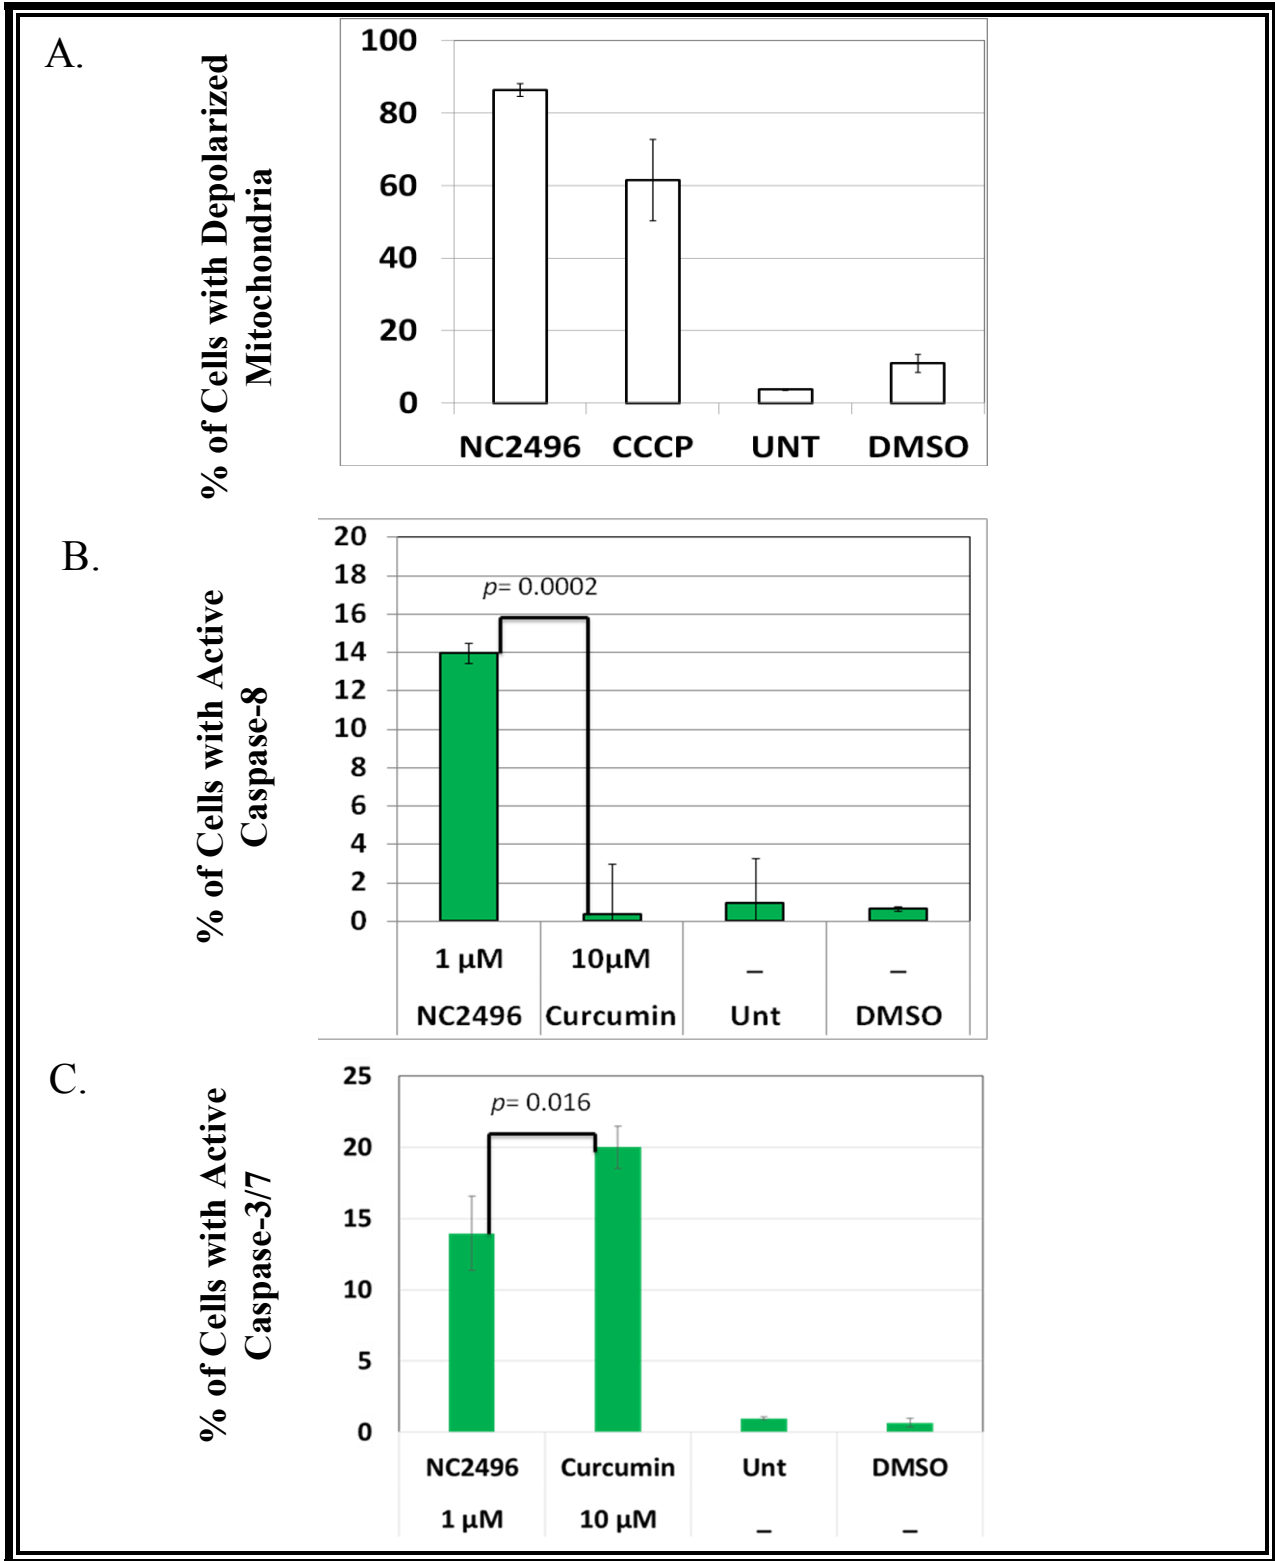 A.
% of Cells with Depolarized
Mitochondria
100
80
60
40
20
0
NC2496 CCCP UNT DMSO
B.
% of Cells with Active
Caspase-8
20
18
16
14
12
10
8
6
4
2
0
p= 0.0002
1 µM 10µM – –
NC2496 Curcumin Unt DMSO
C.
% of Cells with Active
Caspase-3/7
25
20
15
10
5
0
p= 0.016
NC2496 Curcumin Unt DMSO
1 µM 10 µM – –